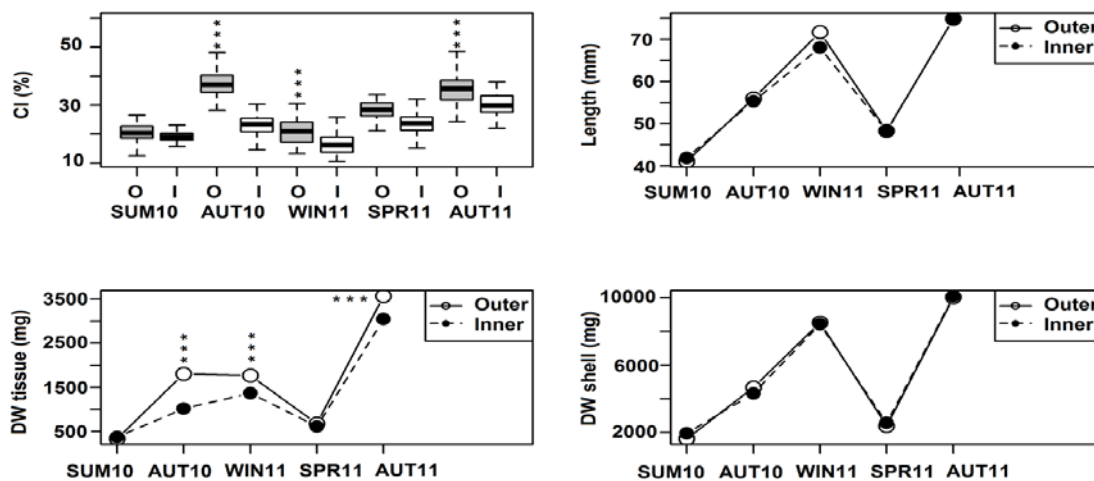 CI (%)
50
30
10
***
***
***
O I O I O I O I O I
SUM10 AUT10 WIN11 SPR11 AUT11
Length (mm)
70
60
50
40
Outer
Inner
SUM10 AUT10 WIN11 SPR11 AUT11
DW tissue (mg)
3500
2500
1500
500
***
***
***
Outer
Inner
SUM10 AUT10 WIN11 SPR11 AUT11
DW shell (mg)
10000
6000
2000
Outer
Inner
SUM10 AUT10 WIN11 SPR11 AUT11